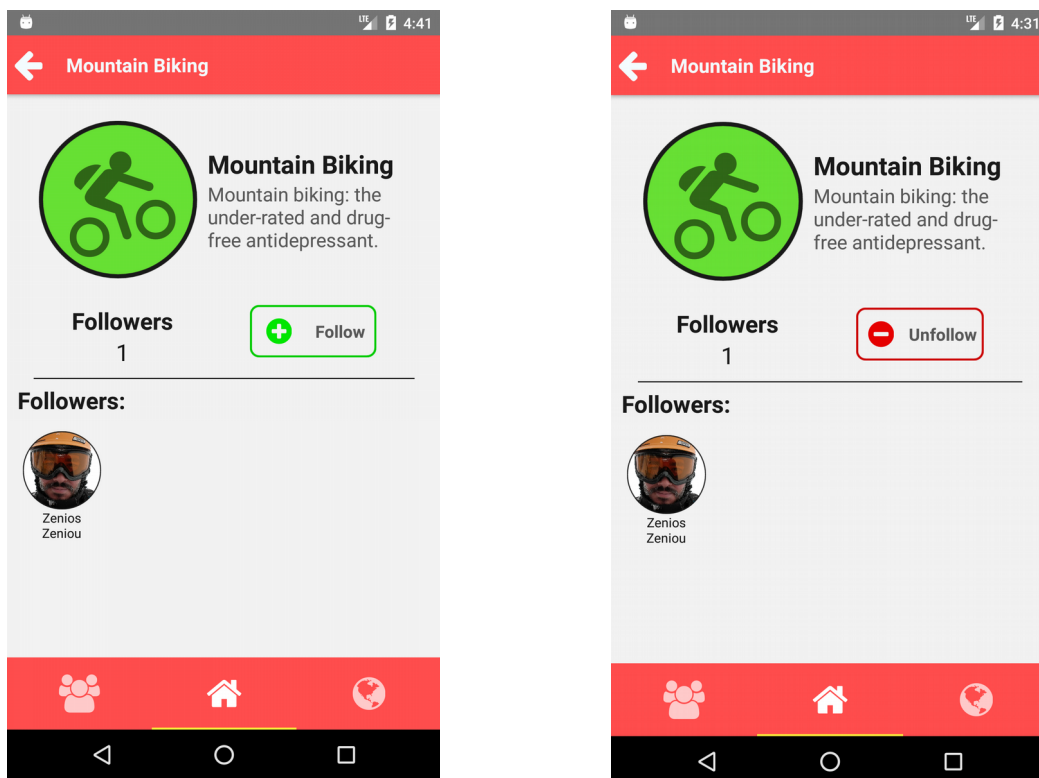 LTE 4:41
Mountain Biking
Mountain Biking
Mountain biking: the
under-rated and drug-
free antidepressant.
Followers
1
Follow
Followers:
Zenios
Zeniou
LTE 4:31
Mountain Biking
Mountain Biking
Mountain biking: the
under-rated and drug-
free antidepressant.
Followers
1
Unfollow
Followers:
Zenios
Zeniou